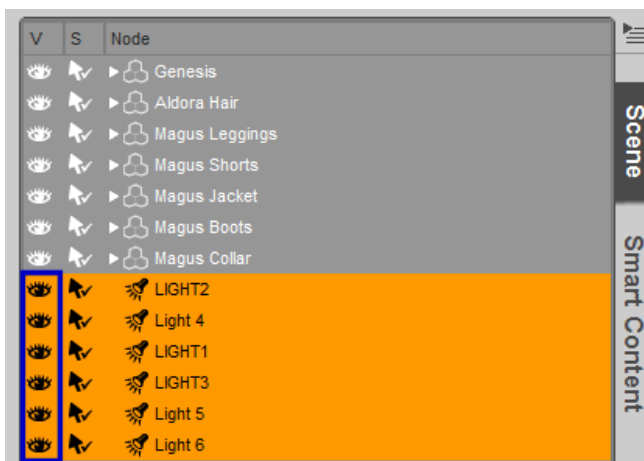 V S Node
Genesis
Aldora Hair
Magus Leggings
Magus Shorts
Magus Jacket
Magus Boots
Magus Collar
LIGHT2
Light 4
LIGHT1
LIGHT3
Light 5
Light 6
Scene
Smart Content